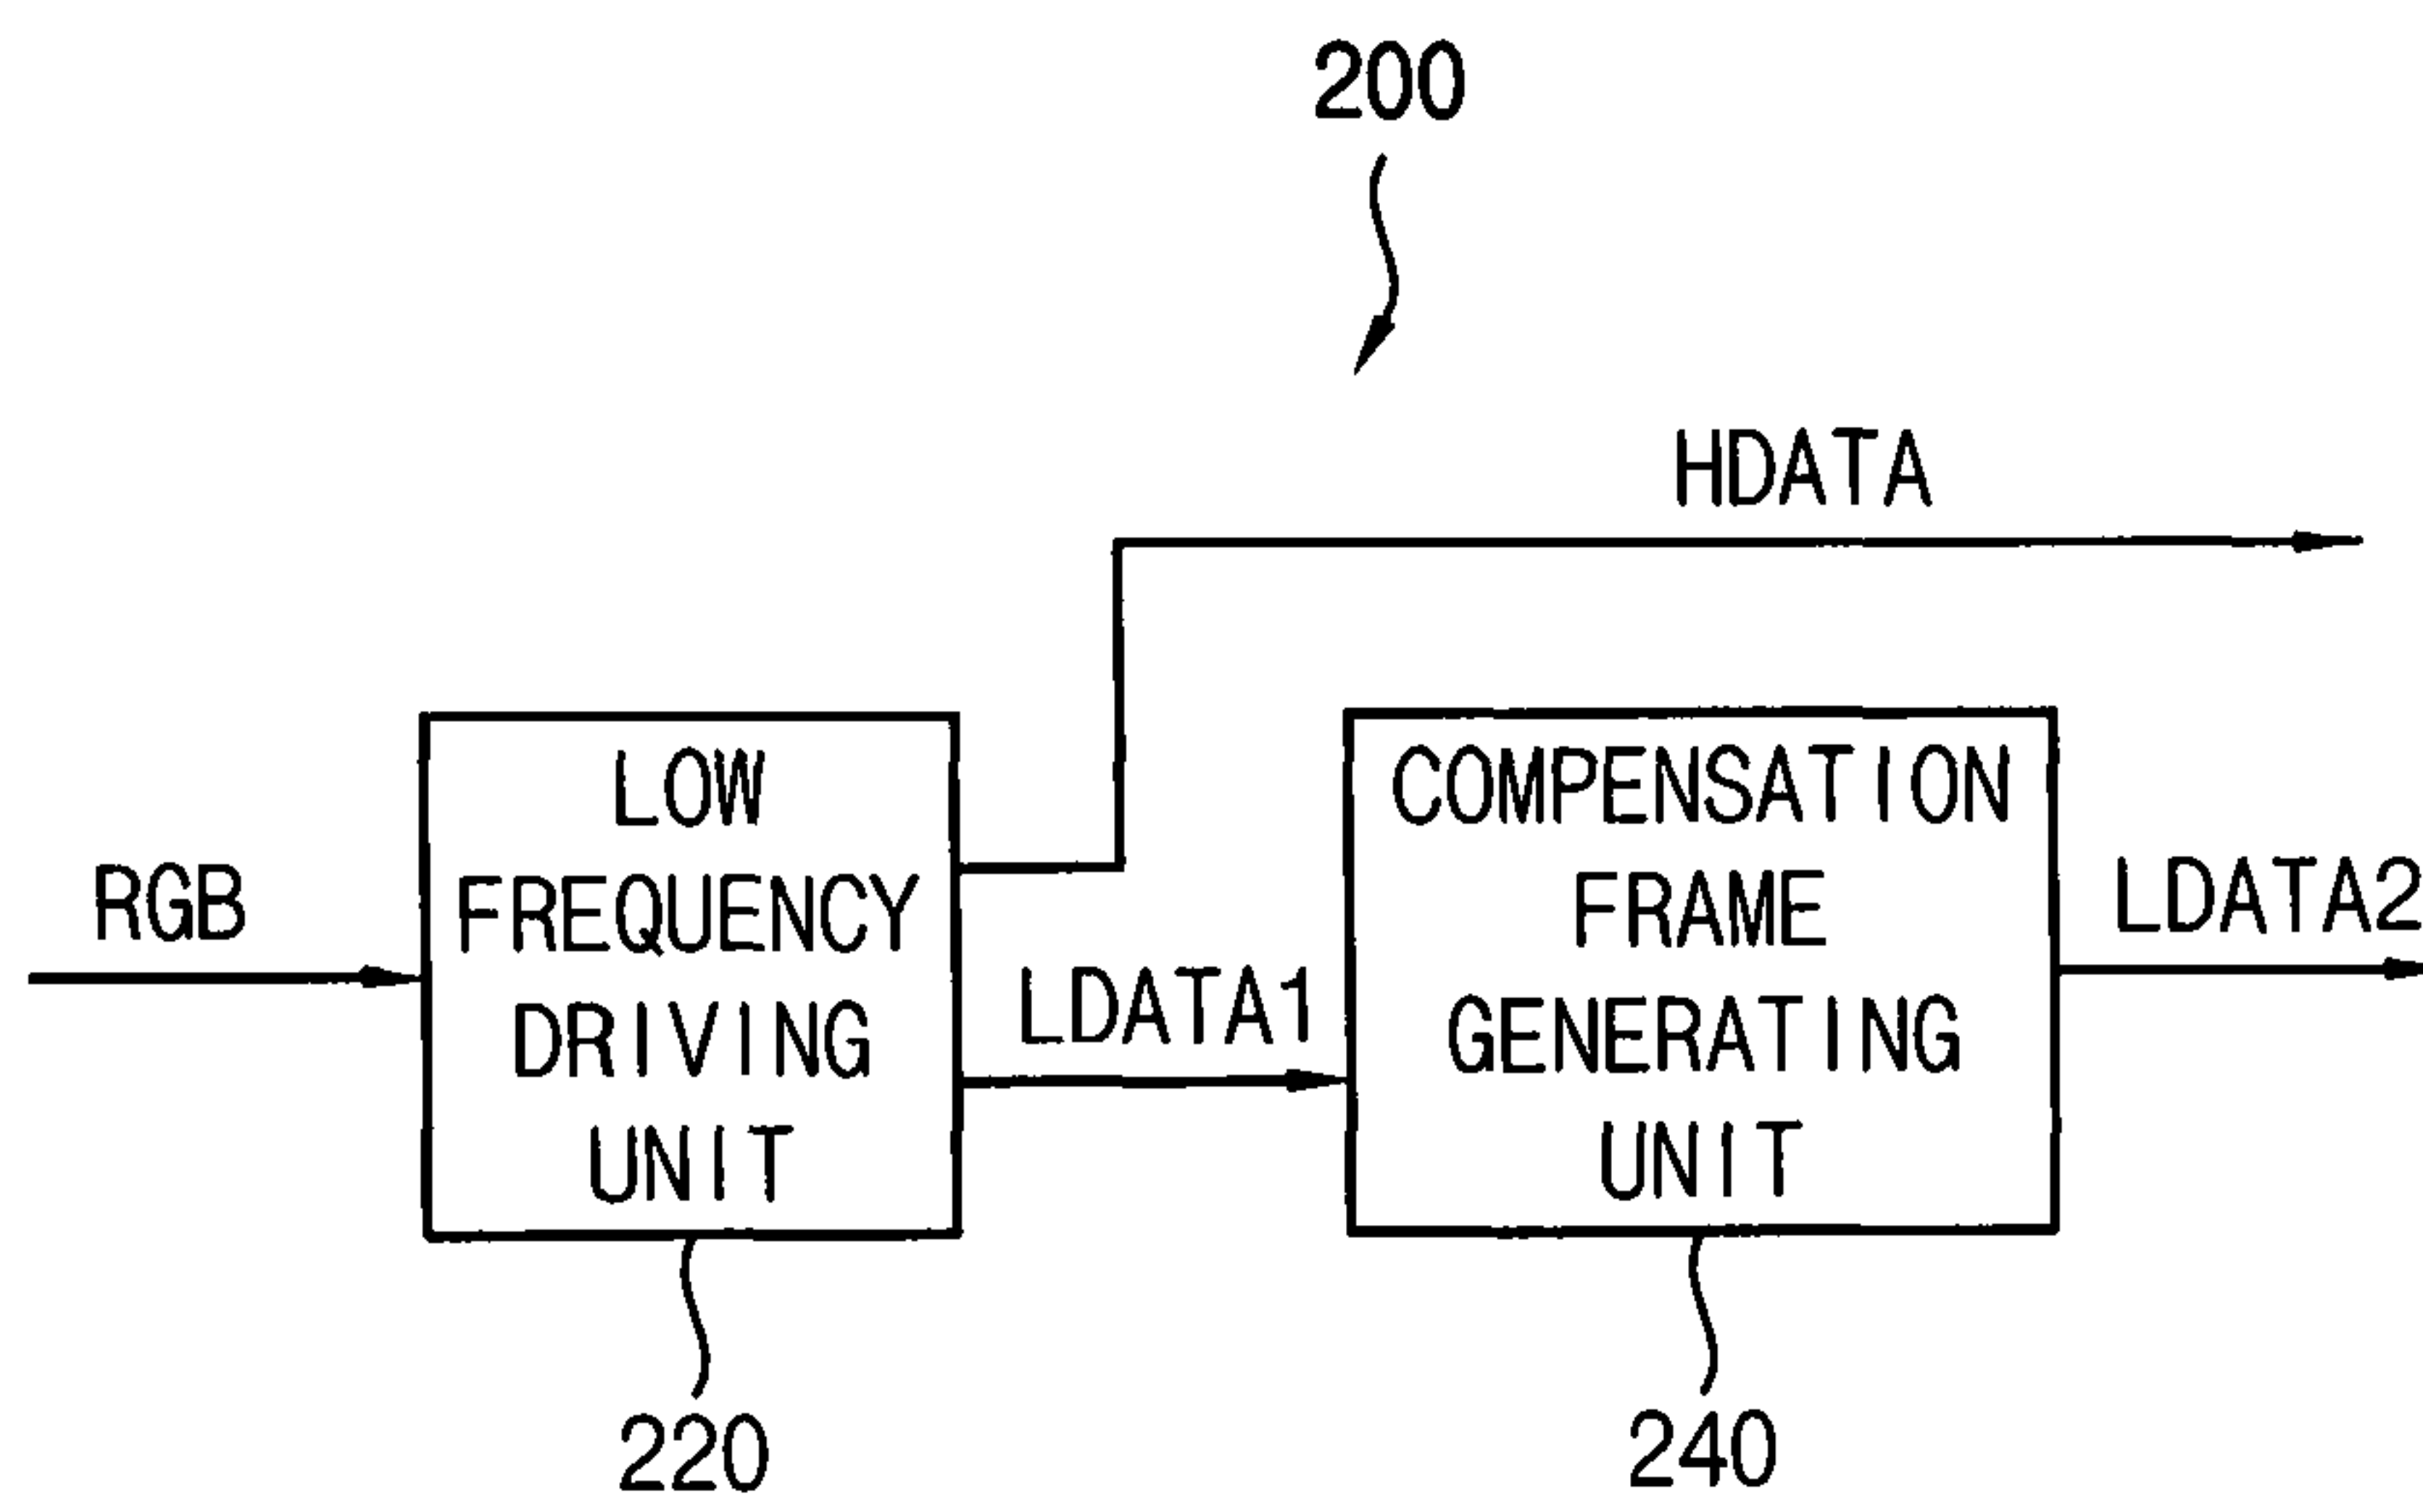 200
HDATA
LOW
FREQUENCY
DRIVING
UNIT
COMPENSATION
FRAME
GENERATING
UNIT
RGB
LDATA1
LDATA2
220
240